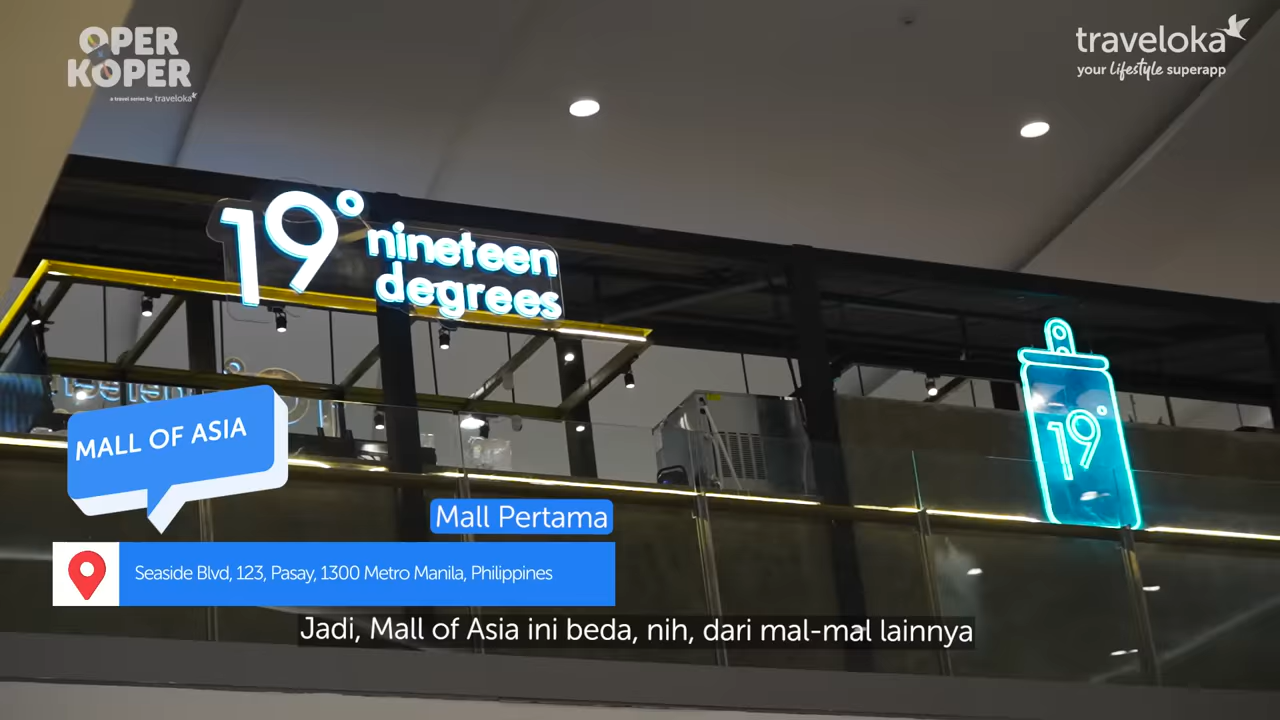 OPER
KOPER
a travel series by traveloka
traveloka
your lifestyle superapp
19° nineteen
degrees
19°
MALL OF ASIA
Mall Pertama
Seaside Blvd, 123, Pasay, 1300 Metro Manila, Philippines
Jadi, Mall of Asia ini beda, nih, dari mal-mal lainnya